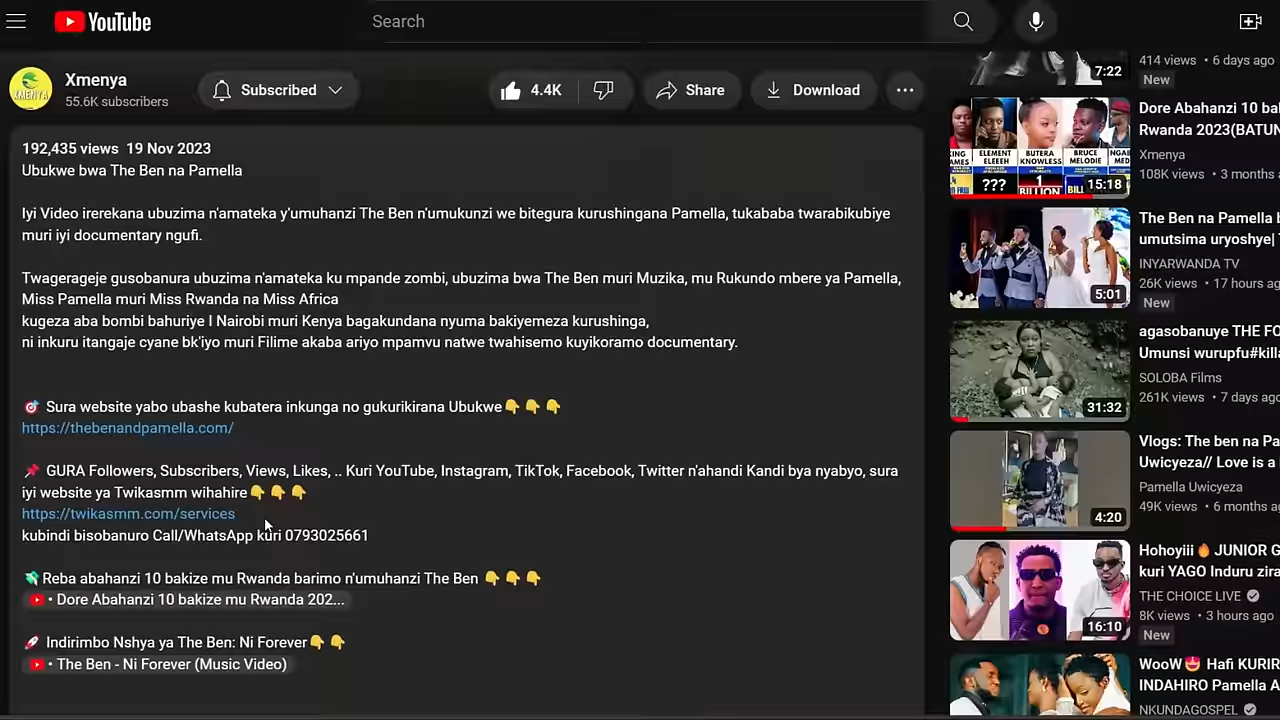 YouTube
Search
Xmenya
55.6K subscribers
Subscribed
4.4K
Share
Download
192,435 views 19 Nov 2023
Ubukwe bwa The Ben na Pamella
Iyi Video irerekana ubuzima n'amateka y'umuhanzi The Ben n'umukunzi we bitegura kurushingana Pamella, tukababa twarabikubiye
muri iyi documentary ngufi.
Twagerageje gusobanura ubuzima n'amateka ku mpande zombi, ubuzima bwa The Ben muri Muzika, mu Rukundo mbere ya Pamella,
Miss Pamella muri Miss Rwanda na Miss Africa
kugeza aba bombi bahuriye I Nairobi muri Kenya bagakundana nyuma bakiyemeza kurushinga,
ni inkuru itangaje cyane bk'iyo muri Filime akaba ariyo mpamvu natwe twahisemo kuyikoramo documentary.
🎯 Sura website yabo ubashe kubatera inkunga no gukurikirana Ubukwe👇👇👇
https://thebenandpamella.com/
📌 GURA Followers, Subscribers, Views, Likes, .. Kuri YouTube, Instagram, TikTok, Facebook, Twitter n'ahandi Kandi bya nyabyo, sura
iyi website ya Twikasmm wihahire👇👇👇
https://twikasmm.com/services
kubindi bisobanuro Call/WhatsApp kuri 0793025661
💸Reba abahanzi 10 bakize mu Rwanda barimo n'umuhanzi The Ben 👇👇👇
• Dore Abahanzi 10 bakize mu Rwanda 202...
🚀 Indirimbo Nshya ya The Ben: Ni Forever👇👇
• The Ben - Ni Forever (Music Video)
7:22
414 views • 6 days ago
New
KING JAMES
ELEMENT ELEEEH
BUTERA KNOWLESS
BRUCE MELODIE
???
1 BILLION
15:18
Dore Abahanzi 10 ba
Rwanda 2023(BATUN
Xmenya
108K views • 3 months a
5:01
The Ben na Pamella b
umutsima uryoshye|
INYARWANDA TV
26K views • 17 hours ag
New
31:32
agasobanuye THE FO
Umunsi wurupfu#kill
SOLOBA Films
261K views • 7 days ago
4:20
Vlogs: The ben na Pa
Uwicyeza// Love is a
Pamella Uwicyeza
49K views • 6 months a
16:10
Hohoyiii🔥JUNIOR G
kuri YAGO Induru zira
THE CHOICE LIVE
8K views • 3 hours ago
New
WooW😍 Hafi KURIR
INDAHIRO Pamella A
NKUNDAGOSPEL